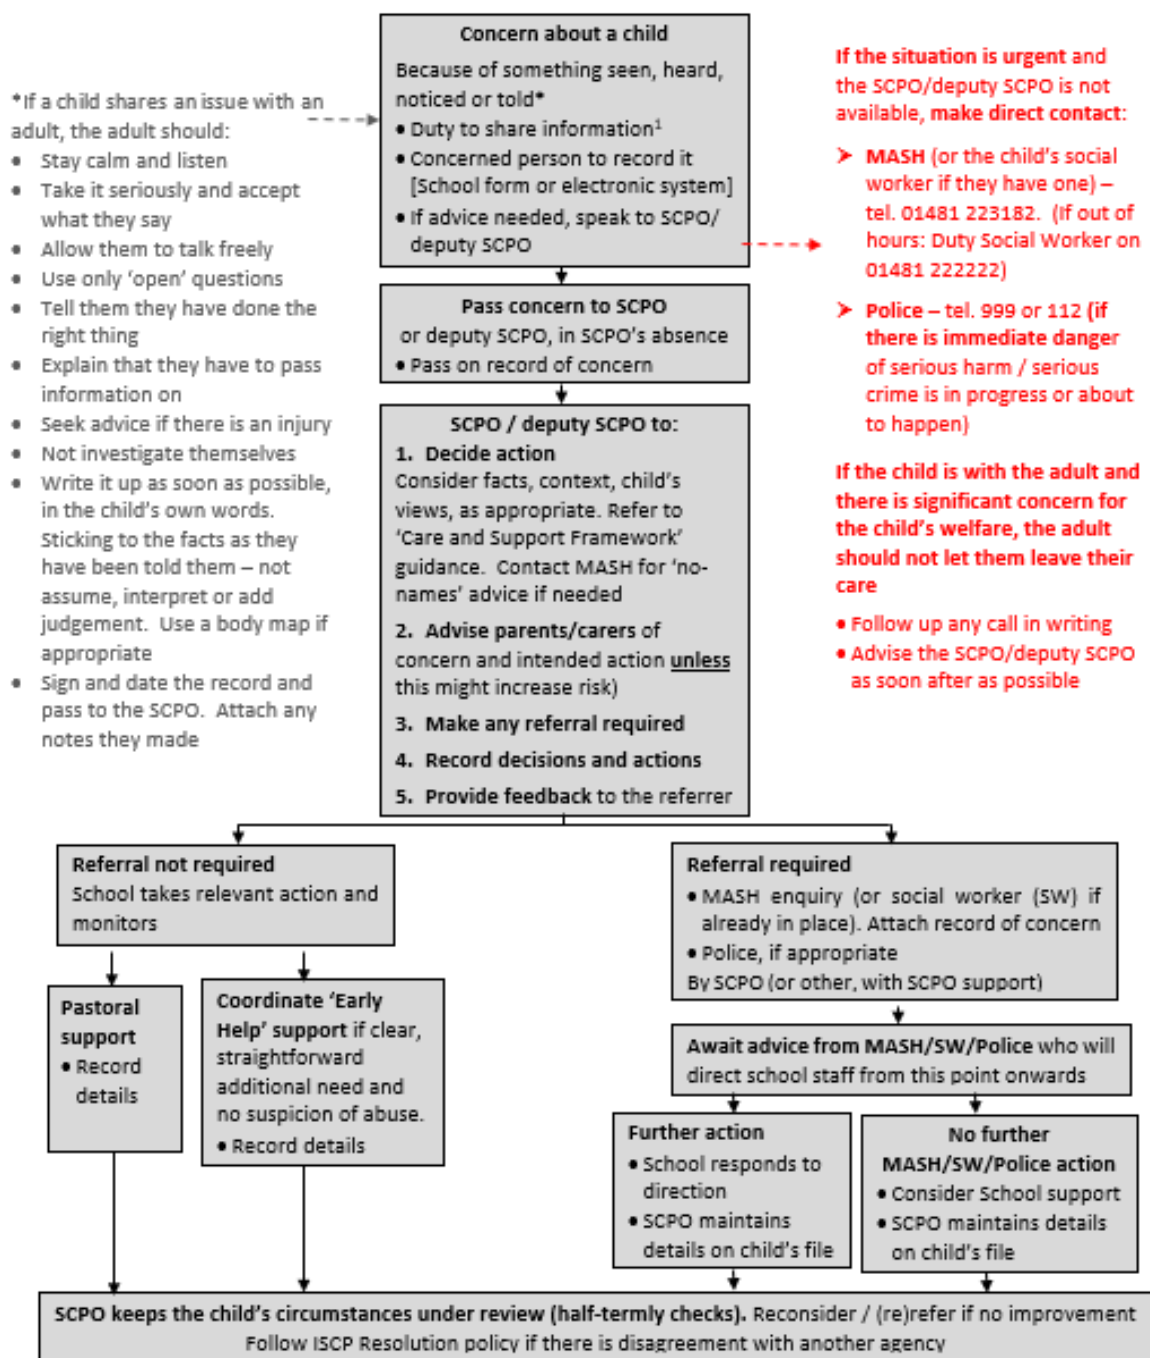 Concern about a child
Because of something seen, heard,
noticed or told*
• Duty to share information¹
• Concerned person to record it
[School form or electronic system]
• If advice needed, speak to SCPO/
deputy SCPO
*If a child shares an issue with an
adult, the adult should:
• Stay calm and listen
• Take it seriously and accept
what they say
• Allow them to talk freely
• Use only ‘open’ questions
• Tell them they have done the
right thing
• Explain that they have to pass
information on
• Seek advice if there is an injury
• Not investigate themselves
• Write it up as soon as possible,
in the child’s own words.
Sticking to the facts as they
have been told them – not
assume, interpret or add
judgement. Use a body map if
appropriate
• Sign and date the record and
pass to the SCPO. Attach any
notes they made
If the situation is urgent and
the SCPO/deputy SCPO is not
available, make direct contact:
➤ MASH (or the child’s social
worker if they have one) –
tel. 01481 223182. (If out of
hours: Duty Social Worker on
01481 222222)
➤ Police – tel. 999 or 112 (if
there is immediate danger
of serious harm / serious
crime is in progress or about
to happen)
If the child is with the adult and
there is significant concern for
the child’s welfare, the adult
should not let them leave their
care
• Follow up any call in writing
• Advise the SCPO/deputy SCPO
as soon after as possible
Pass concern to SCPO
or deputy SCPO, in SCPO’s absence
• Pass on record of concern
SCPO / deputy SCPO to:
1. Decide action
Consider facts, context, child’s
views, as appropriate. Refer to
‘Care and Support Framework’
guidance. Contact MASH for ‘no-
names’ advice if needed
2. Advise parents/carers of
concern and intended action unless
this might increase risk)
3. Make any referral required
4. Record decisions and actions
5. Provide feedback to the referrer
Referral not required
School takes relevant action and
monitors
Pastoral
support
• Record
details
Coordinate ‘Early
Help’ support if clear,
straightforward
additional need and
no suspicion of abuse.
• Record details
Referral required
• MASH enquiry (or social worker (SW) if
already in place). Attach record of concern
• Police, if appropriate
By SCPO (or other, with SCPO support)
Await advice from MASH/SW/Police who will
direct school staff from this point onwards
Further action
• School responds to
direction
• SCPO maintains
details on child’s file
No further
MASH/SW/Police action
• Consider School support
• SCPO maintains details
on child’s file
SCPO keeps the child’s circumstances under review (half-termly checks). Reconsider / (re)refer if no improvement
Follow ISCP Resolution policy if there is disagreement with another agency